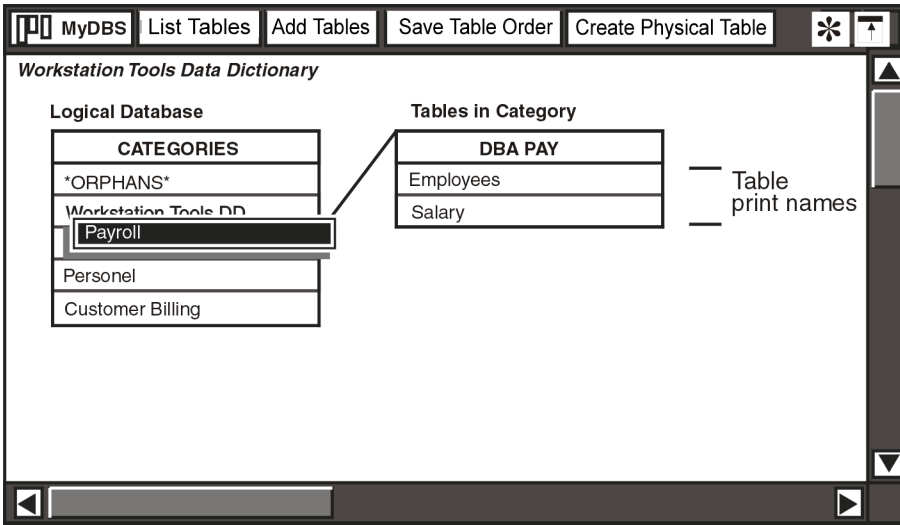 MyDBS List Tables Add Tables Save Table Order Create Physical Table
Workstation Tools Data Dictionary
Logical Database
Tables in Category
CATEGORIES
DBA PAY
*ORPHANS*
Employees
Workstation Tools DD
Salary
Payroll
Personel
Customer Billing
Table
print names